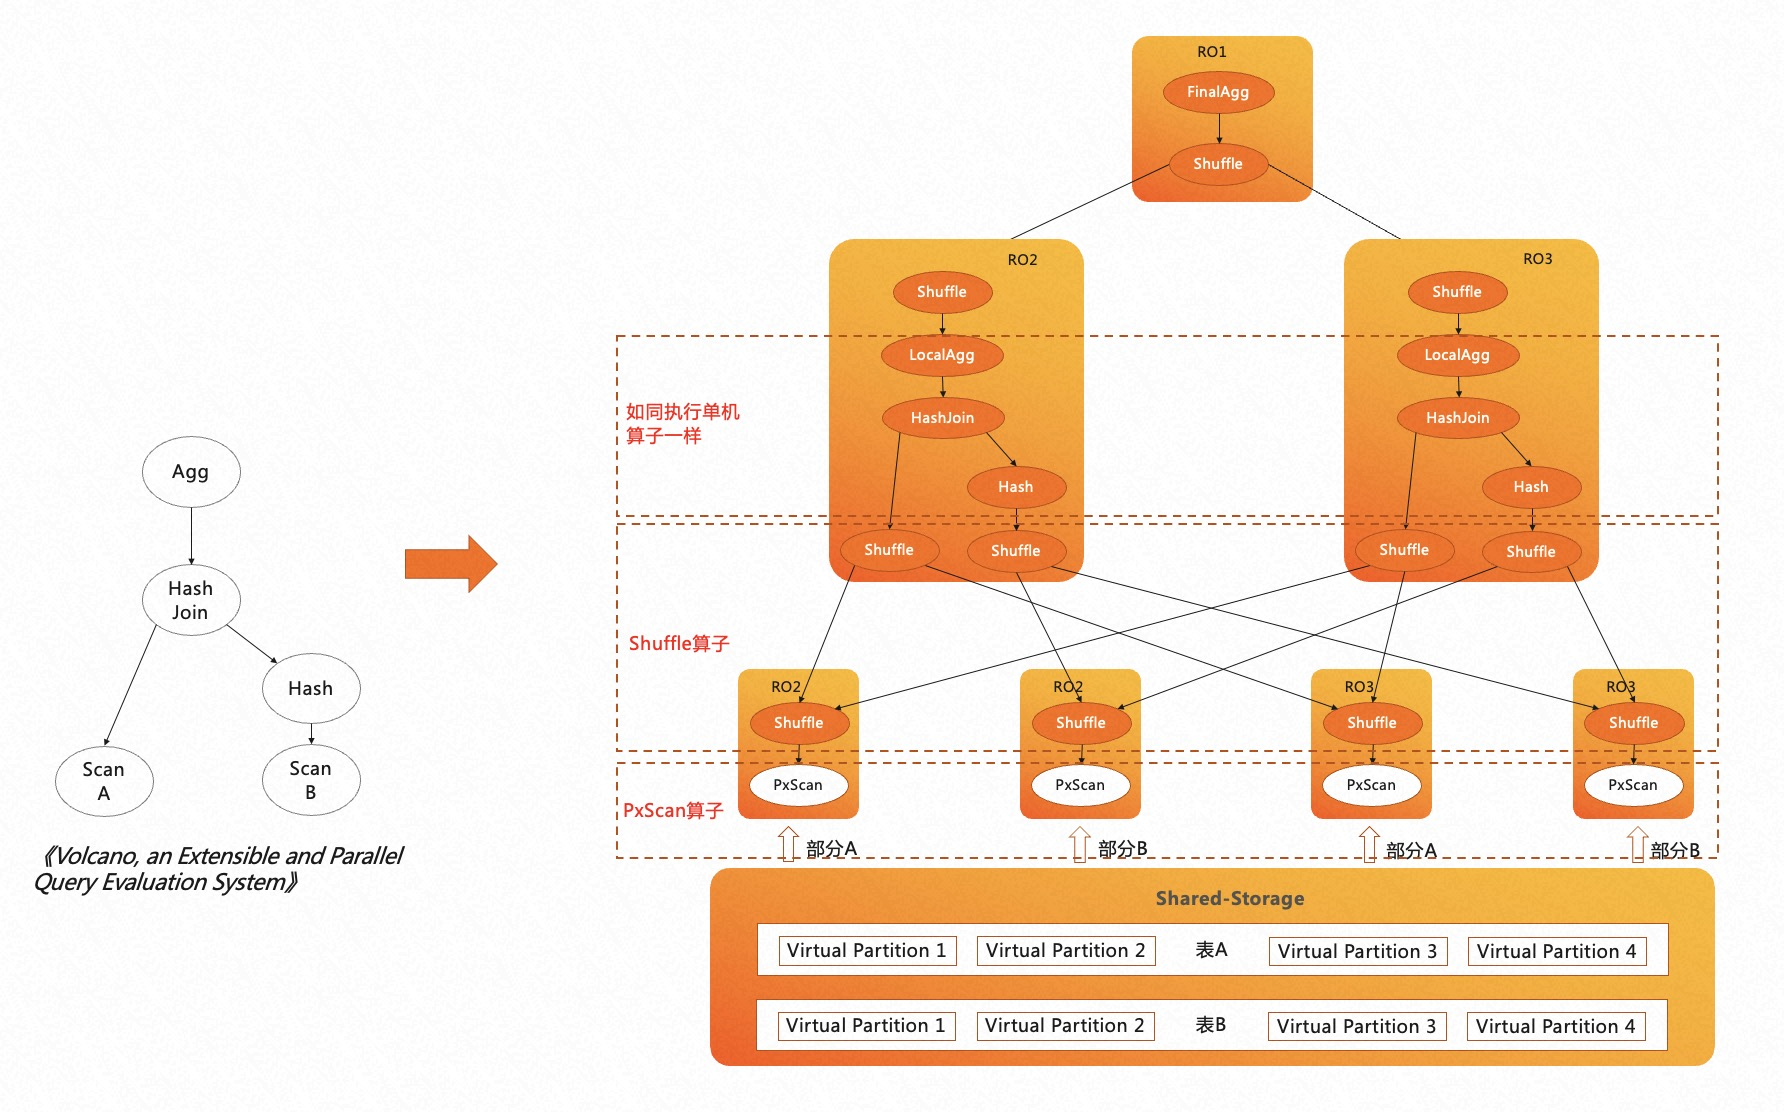 RO1
FinalAgg
Shuffle
RO2
Shuffle
LocalAgg
HashJoin
Hash
Shuffle
Shuffle
RO3
Shuffle
LocalAgg
HashJoin
Hash
Shuffle
Shuffle
如同执行单机
算子一样
Agg
Hash
Join
Hash
Scan
A
Scan
B
《Volcano, an Extensible and Parallel
Query Evaluation System》
Shuffle算子
RO2
Shuffle
PxScan
RO2
Shuffle
PxScan
RO3
Shuffle
PxScan
RO3
Shuffle
PxScan
PxScan算子
部分A
部分B
部分A
部分B
Shared-Storage
Virtual Partition 1
Virtual Partition 2
表A
Virtual Partition 3
Virtual Partition 4
Virtual Partition 1
Virtual Partition 2
表B
Virtual Partition 3
Virtual Partition 4